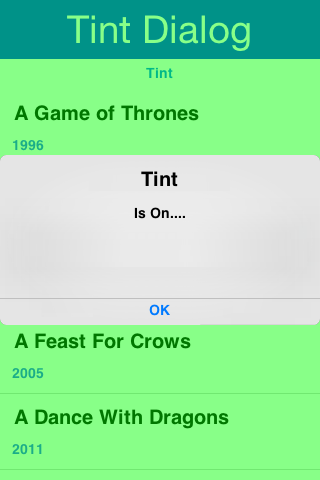 Tint Dialog
Tint
A Game of Thrones
1996
Tint
Is On....
OK
A Feast For Crows
2005
A Dance With Dragons
2011